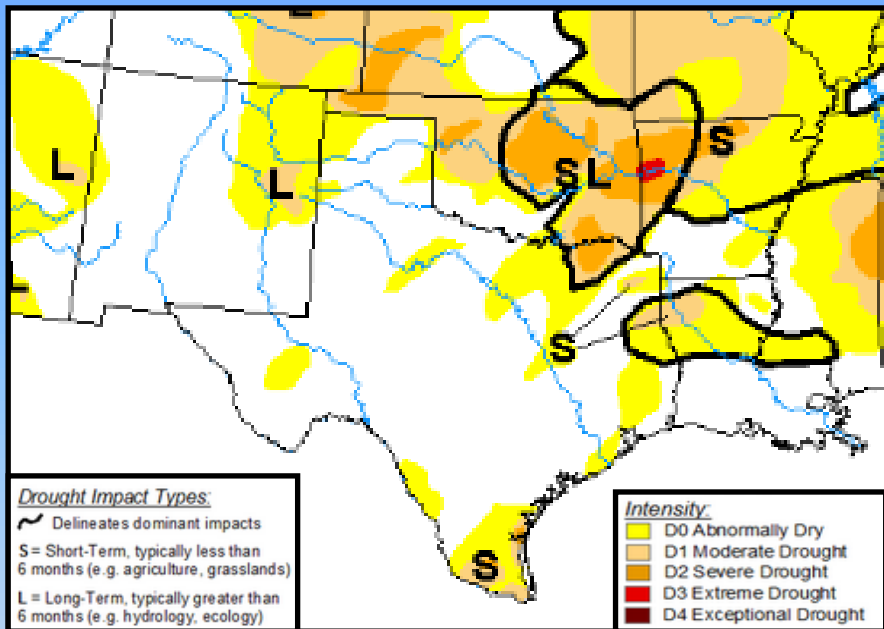 L
L
S
L
S
L
L
S
S
Drought Impact Types:
Delineates dominant impacts
S = Short-Term, typically less than
6 months (e.g. agriculture, grasslands)
L = Long-Term, typically greater than
6 months (e.g. hydrology, ecology)
Intensity:
D0 Abnormally Dry
D1 Moderate Drought
D2 Severe Drought
D3 Extreme Drought
D4 Exceptional Drought